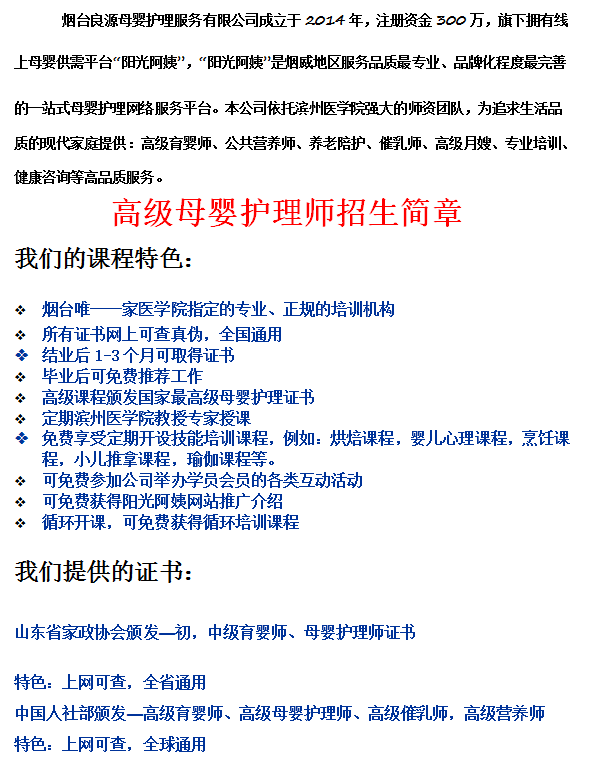 烟台良源母婴护理服务有限公司成立于 2014 年，注册资金 300 万，旗下拥有线
上母婴供需平台“阳光阿姨”，“阳光阿姨”是烟威地区服务品质最专业、品牌化程度最完善
的一站式母婴护理网络服务平台。本公司依托滨州医学院强大的师资团队，为追求生活品
质的现代家庭提供：高级育婴师、公共营养师、养老陪护、催乳师、高级月嫂、专业培训、
健康咨询等高品质服务。
高级母婴护理师招生简章
我们的课程特色：
❖ 烟台唯一一家医学院指定的专业、正规的培训机构
❖ 所有证书网上可查真伪，全国通用
❖ 结业后 1-3 个月可取得证书
❖ 毕业后可免费推荐工作
❖ 高级课程颁发国家最高级母婴护理证书
❖ 定期滨州医学院教授专家授课
❖ 免费享受定期开设技能培训课程，例如：烘焙课程，婴儿心理课程，烹饪课
程，小儿推拿课程，瑜伽课程等。
❖ 可免费参加公司举办学员会员的各类互动活动
❖ 可免费获得阳光阿姨网站推广介绍
❖ 循环开课，可免费获得循环培训课程
我们提供的证书：
山东省家政协会颁发—初，中级育婴师、母婴护理师证书
特色：上网可查，全省通用
中国人社部颁发—高级育婴师、高级母婴护理师、高级催乳师，高级营养师
特色：上网可查，全球通用